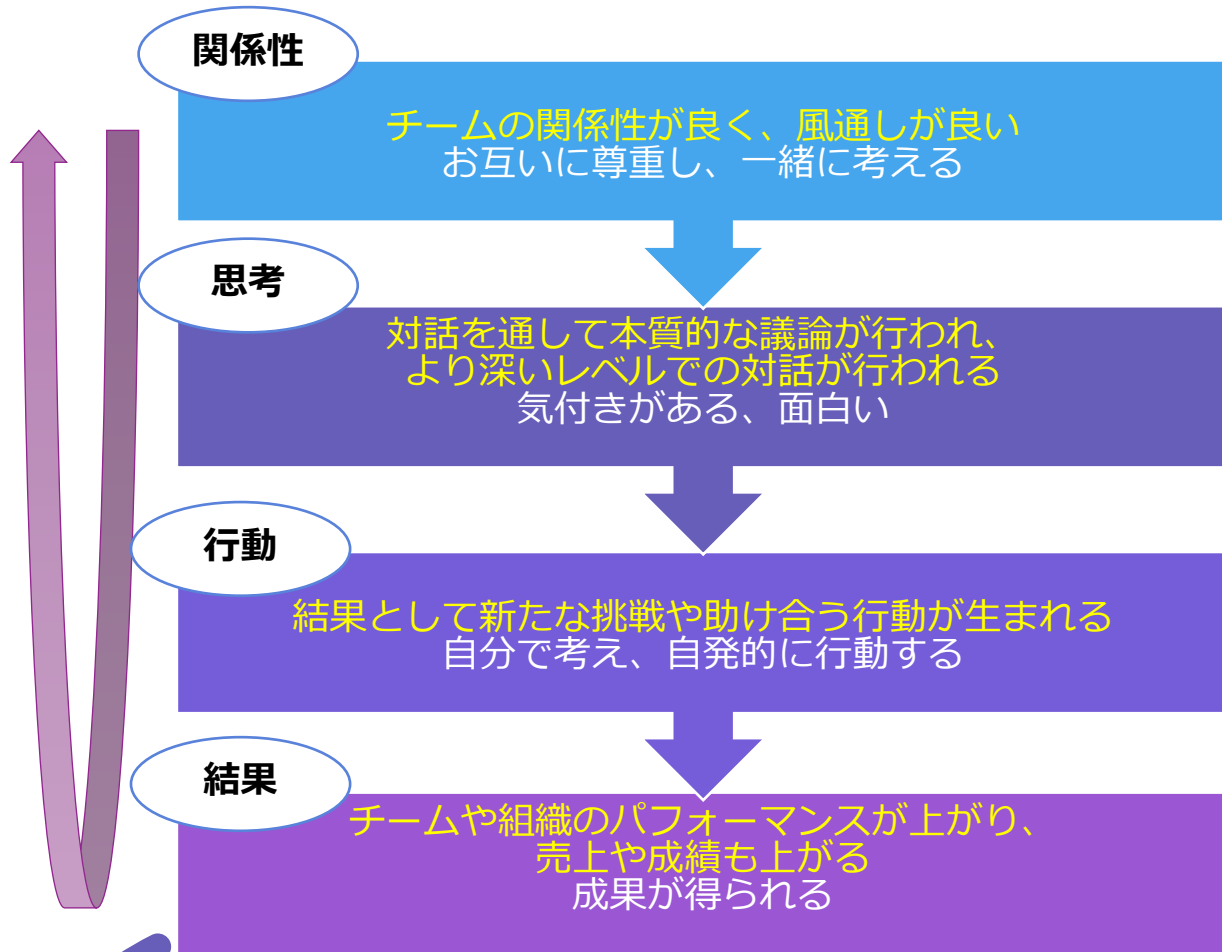 関係性
チームの関係性が良く、風通しが良い
お互いに尊重し、一緒に考える
思考
対話を通して本質的な議論が行われ、
より深いレベルでの対話が行われる
気付きがある、面白い
行動
結果として新たな挑戦や助け合う行動が生まれる
自分で考え、自発的に行動する
結果
チームや組織のパフォーマンスが上がり、
売上や成績も上がる
成果が得られる